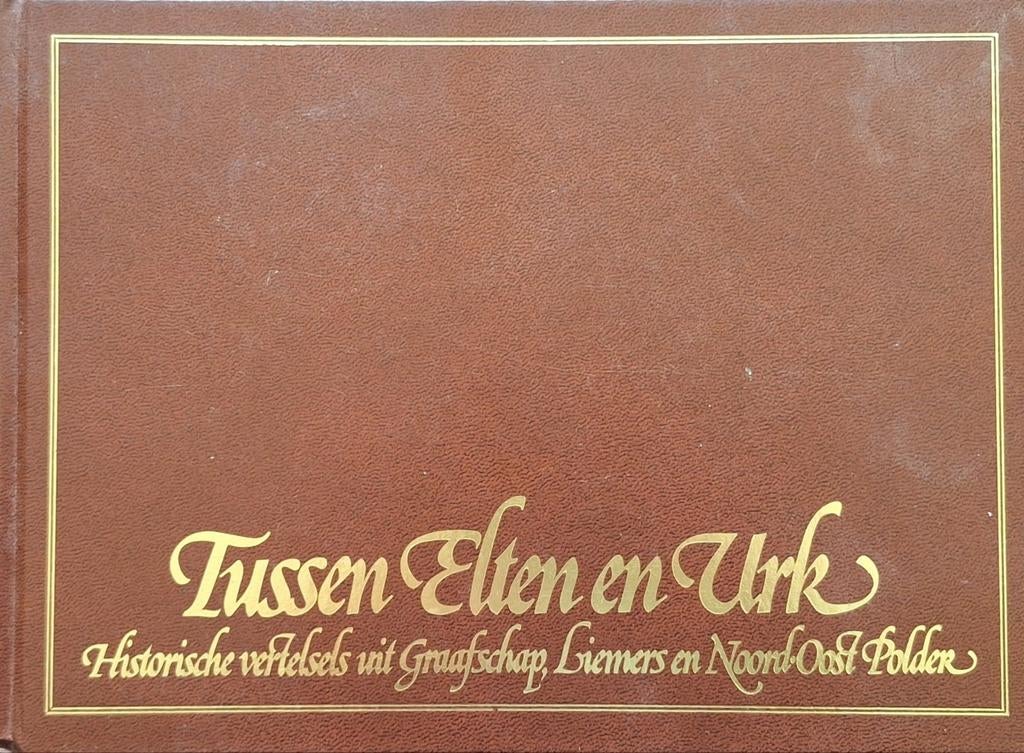 Tussen Elten en Urk
Historische vertelsels uit Graafschap, Liemers en Noord-Oost Polder